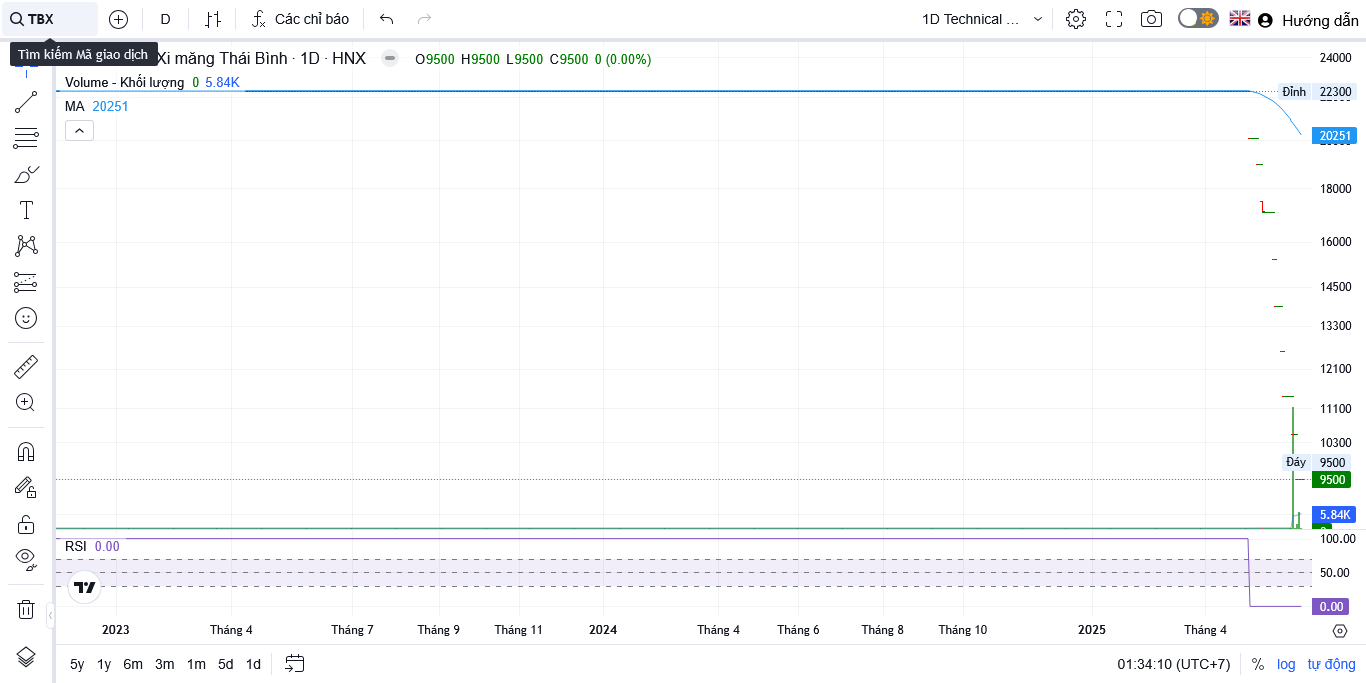 TBX D Các chỉ báo 1D Technical ... Hướng dẫn
Tìm kiếm Mã giao dịch Xi măng Thái Bình · 1D · HNX O9500 H9500 L9500 C9500 0 (0.00%)
24000
Volume - Khối lượng 0 5.84K
Đỉnh 22300
MA 20251
20251
18000
16000
14500
13300
12100
11100
10300
Đáy 9500
9500
5.84K
100.00
RSI 0.00
50.00
0.00
2023 Tháng 4 Tháng 7 Tháng 9 Tháng 11 2024 Tháng 4 Tháng 6 Tháng 8 Tháng 10 2025 Tháng 4
5y 1y 6m 3m 1m 5d 1d 01:34:10 (UTC+7) % log tự động